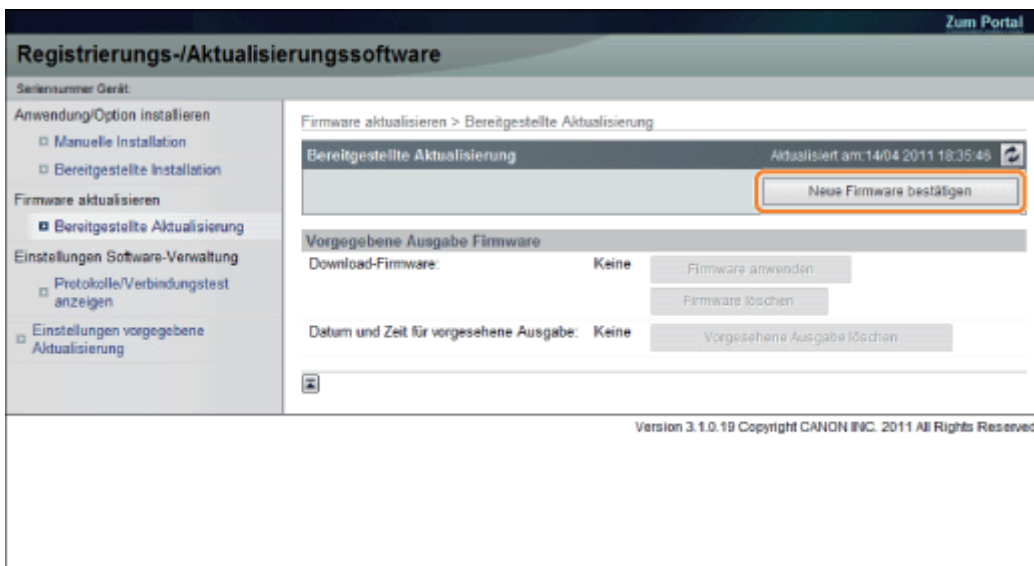 Zum Portal
Registrierungs-/Aktualisierungssoftware
Seriennummer Gerät:
Anwendung/Option installieren
Manuelle Installation
Bereitgestellte Installation
Firmware aktualisieren
Bereitgestellte Aktualisierung
Einstellungen Software-Verwaltung
Protokolle/Verbindungstest
anzeigen
Einstellungen vorgegebene
Aktualisierung
Firmware aktualisieren > Bereitgestellte Aktualisierung
Bereitgestellte Aktualisierung Aktualisiert am:14/04 2011 18:35:46
Neue Firmware bestätigen
Vorgegebene Ausgabe Firmware
Download-Firmware: Keine Firmware anwenden
Firmware löschen
Datum und Zeit für vorgesehene Ausgabe: Keine Vorgesehene Ausgabe löschen
Version 3.1.0.19 Copyright CANON INC. 2011 All Rights Reserved